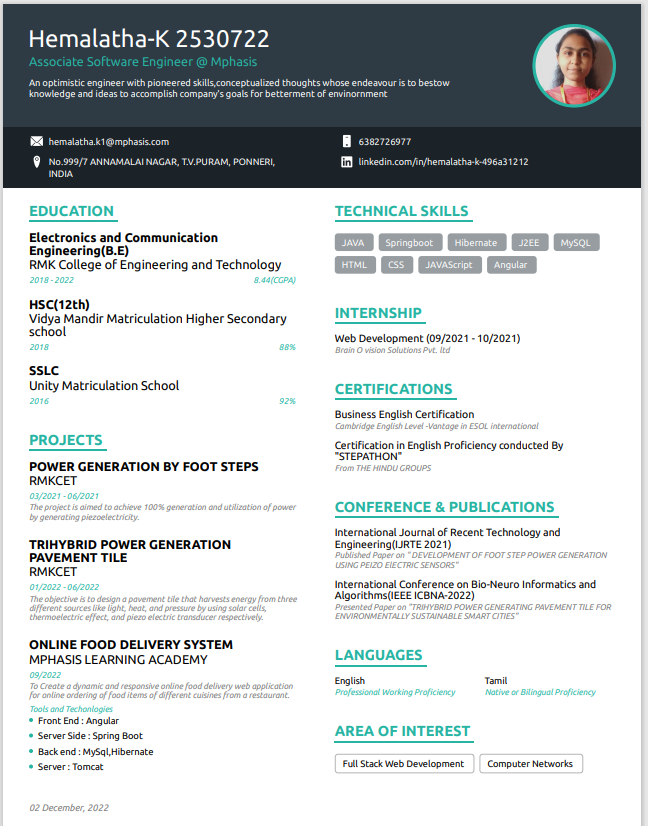 Hemalatha-K 2530722
Associate Software Engineer @ Mphasis
An optimistic engineer with pioneered skills,conceptualized thoughts whose endeavour is to bestow
knowledge and ideas to accomplish company's goals for betterment of envinornment
hemalatha.k1@mphasis.com
6382726977
No.999/7 ANNAMALAI NAGAR, T.V.PURAM, PONNERI,
INDIA
linkedin.com/in/hemalatha-k-496a31212
EDUCATION
Electronics and Communication
Engineering(B.E)
RMK College of Engineering and Technology
2018 - 2022 8.44(CGPA)
HSC(12th)
Vidya Mandir Matriculation Higher Secondary
school
2018 88%
SSLC
Unity Matriculation School
2016 92%
PROJECTS
POWER GENERATION BY FOOT STEPS
RMKCET
03/2021 - 06/2021
The project is aimed to achieve 100% generation and utilization of power
by generating piezoelectricity.
TRIHYBRID POWER GENERATION
PAVEMENT TILE
RMKCET
01/2022 - 06/2022
The objective is to design a pavement tile that harvests energy from three
different sources like light, heat, and pressure by using solar cells,
thermoelectric effect, and piezo electric transducer respectively.
ONLINE FOOD DELIVERY SYSTEM
MPHASIS LEARNING ACADEMY
09/2022
To Create a dynamic and responsive online food delivery web application
for online ordering of food items of different cuisines from a restaurant.
Tools and Techonlogies
Front End : Angular
Server Side : Spring Boot
Back end : MySql,Hibernate
Server : Tomcat
02 December, 2022
TECHNICAL SKILLS
JAVA Springboot Hibernate J2EE MySQL
HTML CSS JAVAScript Angular
INTERNSHIP
Web Development (09/2021 - 10/2021)
Brain O vision Solutions Pvt. ltd
CERTIFICATIONS
Business English Certification
Cambridge English Level -Vantage in ESOL international
Certification in English Proficiency conducted By
"STEPATHON"
From THE HINDU GROUPS
CONFERENCE & PUBLICATIONS
International Journal of Recent Technology and
Engineering(IJRTE 2021)
Published Paper on " DEVELOPMENT OF FOOT STEP POWER GENERATION
USING PEIZO ELECTRIC SENSORS"
International Conference on Bio-Neuro Informatics and
Algorithms(IEEE ICBNA-2022)
Presented Paper on "TRIHYBRID POWER GENERATING PAVEMENT TILE FOR
ENVIRONMENTALLY SUSTAINABLE SMART CITIES"
LANGUAGES
English Tamil
Professional Working Proficiency Native or Bilingual Proficiency
AREA OF INTEREST
Full Stack Web Development Computer Networks